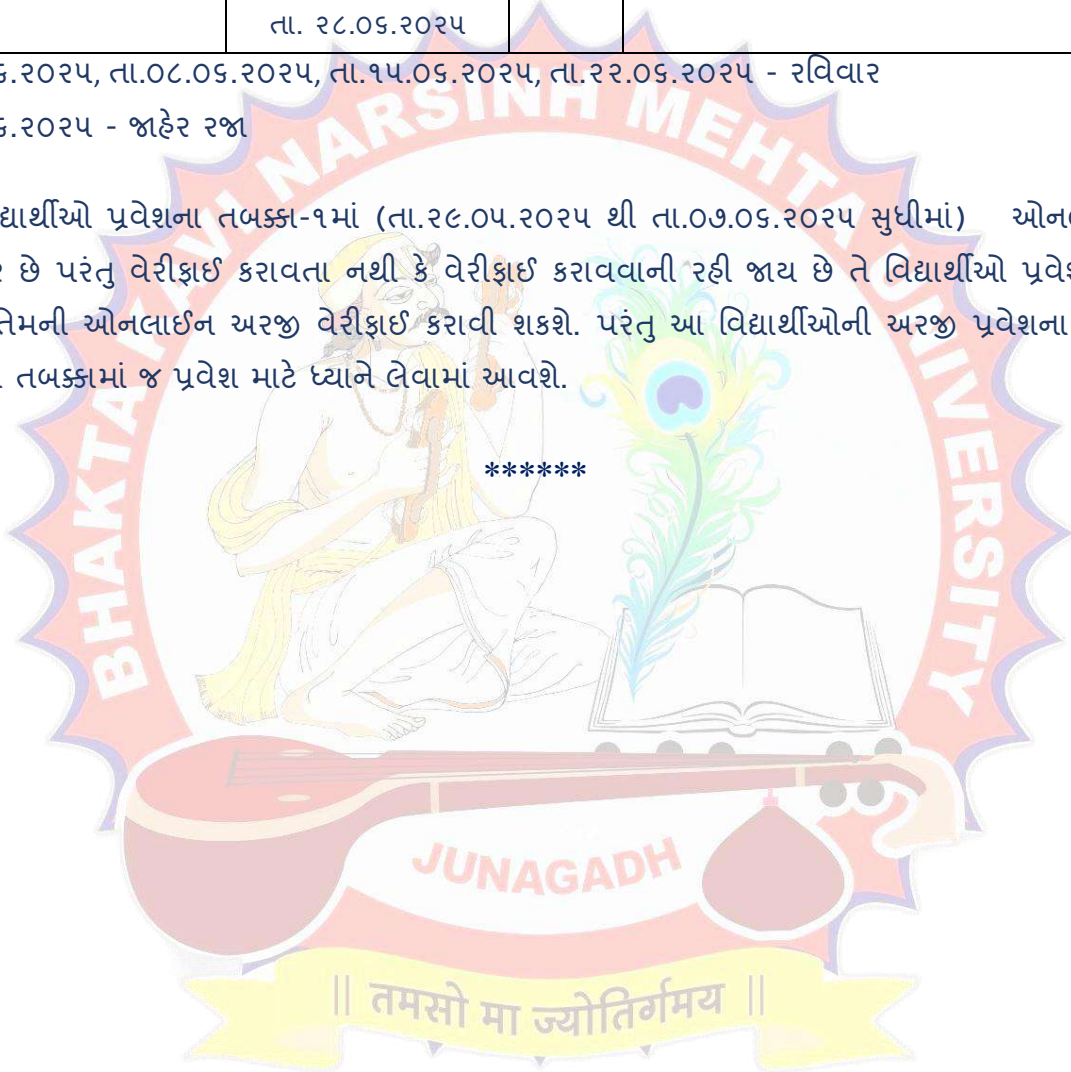 તા. ૨૮.૦૬.૨૦૨૫
૬.૨૦૨૫, તા.૦૮.૦૬.૨૦૨૫, તા.૧૫.૦૬.૨૦૨૫, તા.૨૨.૦૬.૨૦૨૫ - રવિવાર
૬.૨૦૨૫ - જાહેર રજા
દ્યાર્થીઓ પ્રવેશના તબક્કા-૧માં (તા.૨૯.૦૫.૨૦૨૫ થી તા.૦૭.૦૬.૨૦૨૫ સુધીમાં)
છે પરંતુ વેરીફાઈ કરાવતા નથી કે વેરીફાઈ કરાવવાની રહી જાય છે તે વિદ્યાર્થીઓ
તેમની ઓનલાઈન અરજી વેરીફાઈ કરાવી શકશે. પરંતુ આ વિદ્યાર્થીઓની અરજી પ્રવેશના
તબક્કામાં જ પ્રવેશ માટે ધ્યાને લેવામાં આવશે.
******
BHAKTA KAVI NARSINH MEHTA UNIVERSITY
JUNAGADH
|| तमसो मा ज्योतिर्गमय ||